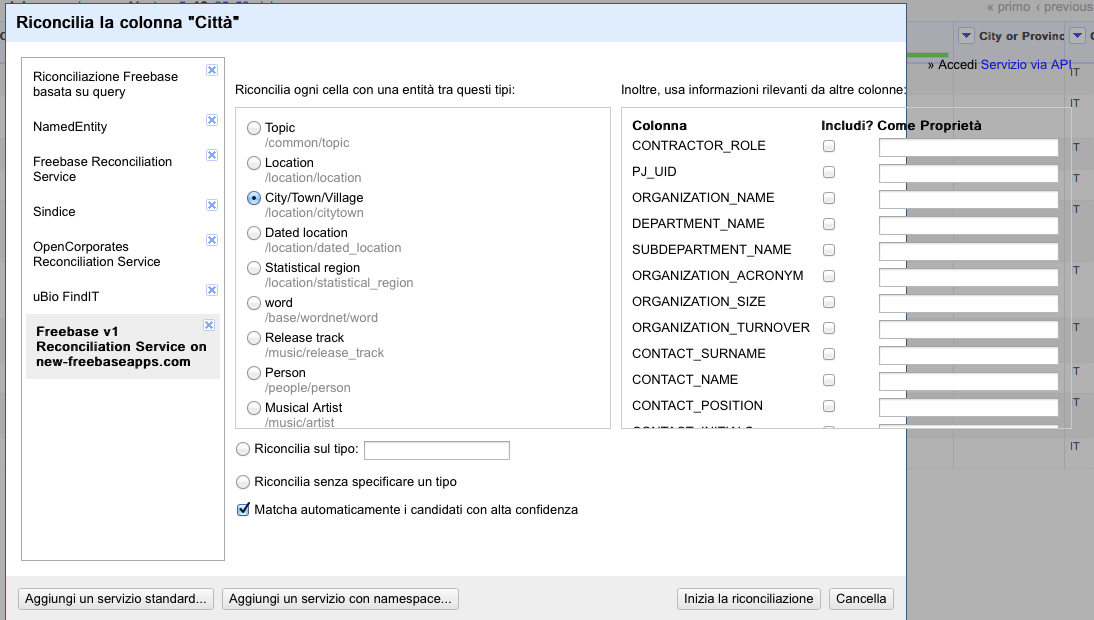 « primo ‹ previous
Riconcilia la colonna "Città"
City or Provinc
» Accedi Servizio via API
Riconciliazione Freebase
basata su query
NamedEntity
Freebase Reconciliation
Service
Sindice
OpenCorporates
Reconciliation Service
uBio FindIT
Freebase v1
Reconciliation Service on
new-freebaseapps.com
Riconcilia ogni cella con una entità tra questi tipi:
Topic
/common/topic
Location
/location/location
City/Town/Village
/location/citytown
Dated location
/location/dated_location
Statistical region
/location/statistical_region
word
/base/wordnet/word
Release track
/music/release_track
Person
/people/person
Musical Artist
/music/artist
Riconcilia sul tipo:
Riconcilia senza specificare un tipo
Matcha automaticamente i candidati con alta confidenza
Inoltre, usa informazioni rilevanti da altre colonne:
Colonna Includi? Come Proprietà
CONTRACTOR_ROLE
PJ_UID
ORGANIZATION_NAME
DEPARTMENT_NAME
SUBDEPARTMENT_NAME
ORGANIZATION_ACRONYM
ORGANIZATION_SIZE
ORGANIZATION_TURNOVER
CONTACT_SURNAME
CONTACT_NAME
CONTACT_POSITION
IT
IT
IT
IT
IT
IT
IT
IT
IT
IT
Aggiungi un servizio standard... Aggiungi un servizio con namespace... Inizia la riconciliazione Cancella